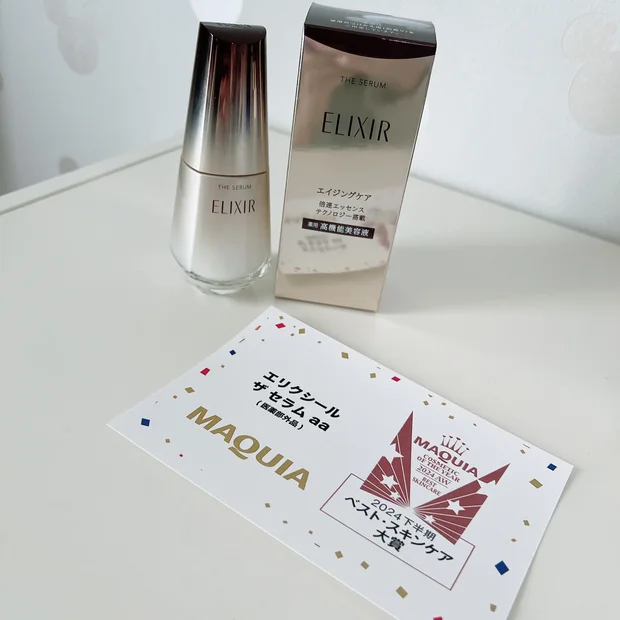 THE SERUM
ELIXIR
THE SERUM
ELIXIR
エイジングケア
倍速エッセンス
テクノロジー搭載
薬用 高機能美容液
エリクシール
ザ セラム aa
(医薬部外品)
MAQUIA
MAQUIA
COSMETIC
OF THE YEAR
2024 AW
BEST
SKINCARE
2024下半期
ベスト・スキンケア
大賞